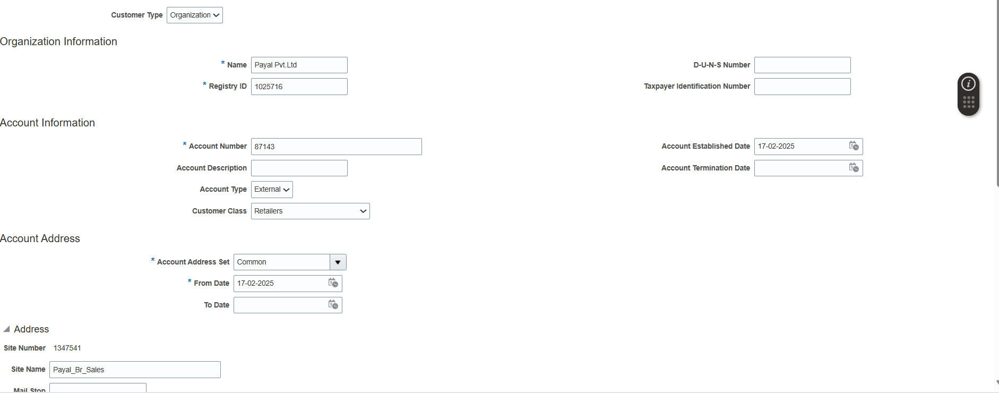 Customer Type Organization
Organization Information
* Name Payal Pvt.Ltd
D-U-N-S Number
* Registry ID 1025716
Taxpayer Identification Number
Account Information
* Account Number 87143
Account Established Date 17-02-2025
Account Description
Account Termination Date
Account Type External
Customer Class Retailers
Account Address
* Account Address Set Common
* From Date 17-02-2025
To Date
Address
Site Number 1347541
Site Name Payal_Br_Sales
Mail Stop